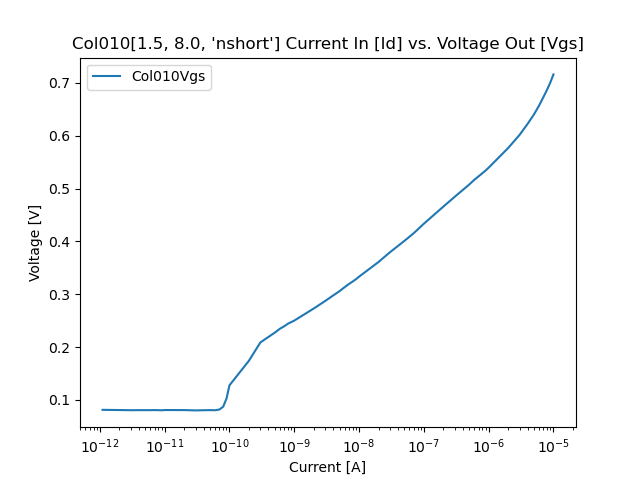 Col010[1.5, 8.0, 'nshort'] Current In [Id] vs. Voltage Out [Vgs]
Col010Vgs
0.7
0.6
0.5
0.4
0.3
0.2
0.1
Voltage [V]
10⁻¹² 10⁻¹¹ 10⁻¹⁰ 10⁻⁹ 10⁻⁸ 10⁻⁷ 10⁻⁶ 10⁻⁵
Current [A]